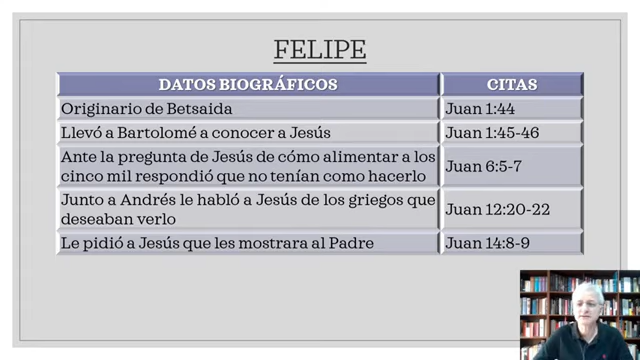 FELIPE
DATOS BIOGRÁFICOS CITAS
Originario de Betsaida Juan 1:44
Llevó a Bartolomé a conocer a Jesús Juan 1:45-46
Ante la pregunta de Jesús de cómo alimentar a los
cinco mil respondió que no tenían como hacerlo Juan 6:5-7
Junto a Andrés le habló a Jesús de los griegos que
deseaban verlo Juan 12:20-22
Le pidió a Jesús que les mostrara al Padre Juan 14:8-9